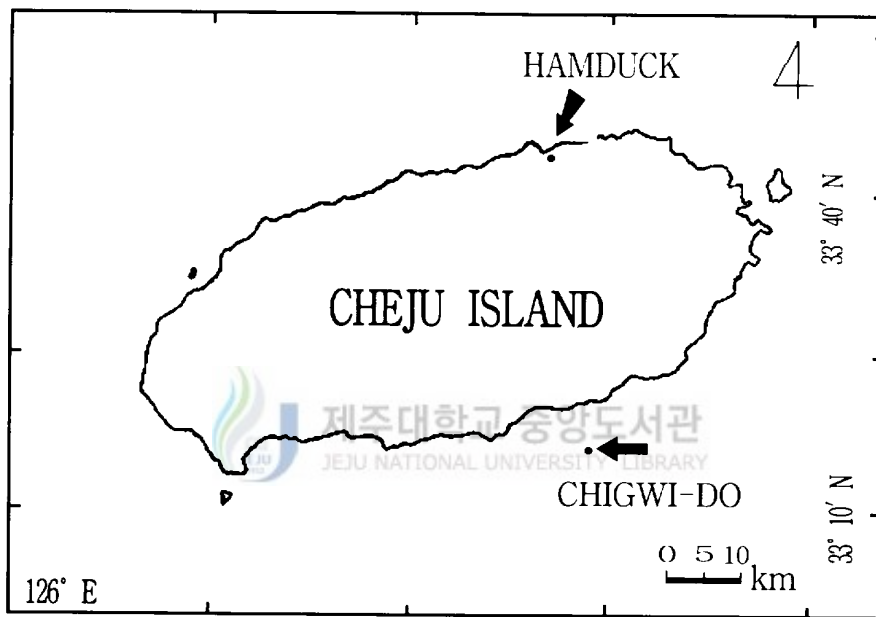 HAMDUCK
33° 40′ N
CHEJU ISLAND
제주대학교 중앙도서관
JEJU NATIONAL UNIVERSITY LIBRARY
CHIGWI-DO
33° 10′ N
0 5 10
km
126° E